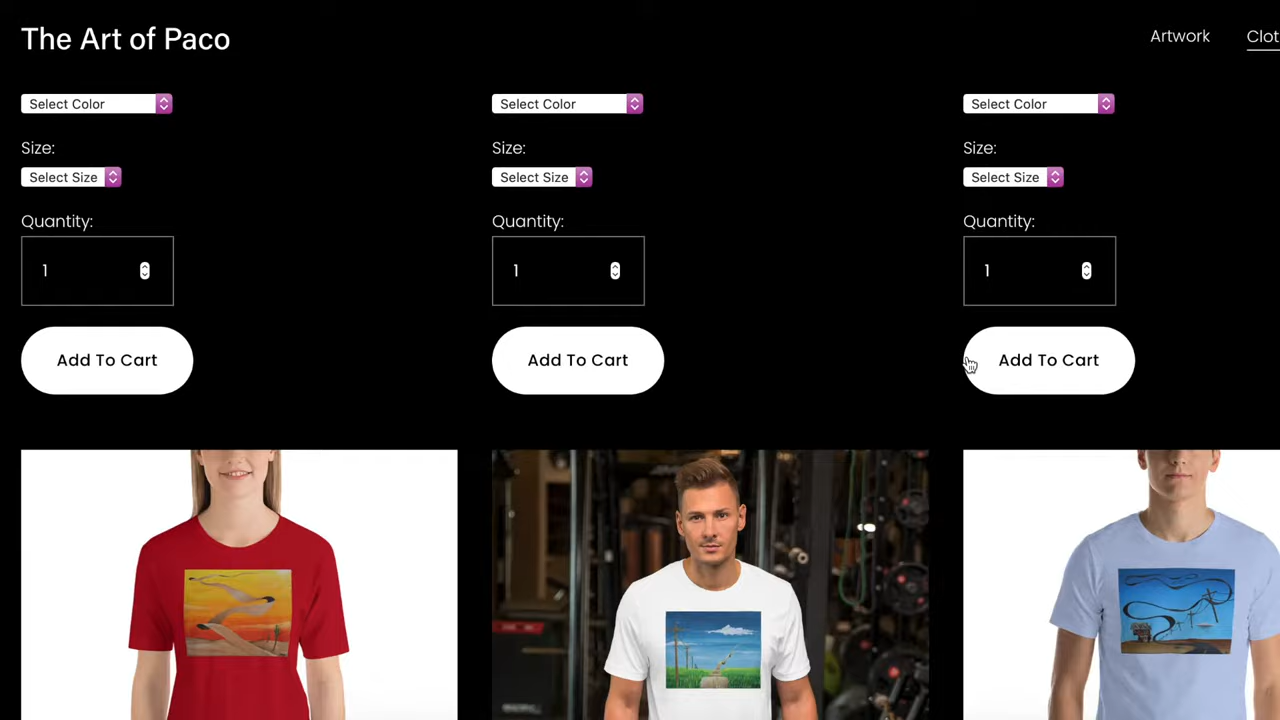 The Art of Paco
Artwork
Clot
Select Color
Select Color
Select Color
Size:
Size:
Size:
Select Size
Select Size
Select Size
Quantity:
Quantity:
Quantity:
1
1
1
Add To Cart
Add To Cart
Add To Cart